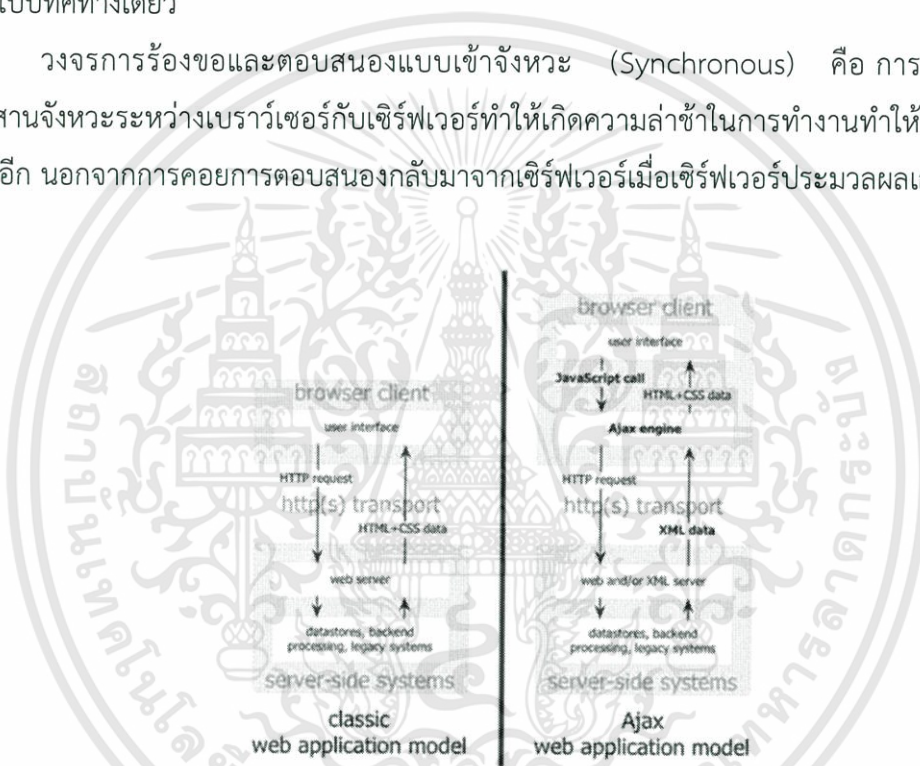 แบบทิศทางเดียว
วงจรการร้องขอและตอบสนองแบบเข้าจังหวะ (Synchronous) คือ การ
สานจังหวะระหว่างเบราว์เซอร์กับเซิร์ฟเวอร์ทำให้เกิดความล่าช้าในการทำงานทำให้
อีก นอกจากการคอยการตอบสนองกลับมาจากเซิร์ฟเวอร์เมื่อเซิร์ฟเวอร์ประมวลผล
browser client
user interface
HTTP request
http(s) transport
HTML+CSS data
web server
datastores, backend
processing, legacy systems
server-side systems
classic
web application model
browser client
user interface
JavaScript call
HTML+CSS data
Ajax engine
HTTP request
http(s) transport
XML data
web and/or XML server
datastores, backend
processing, legacy systems
server-side systems
Ajax
web application model